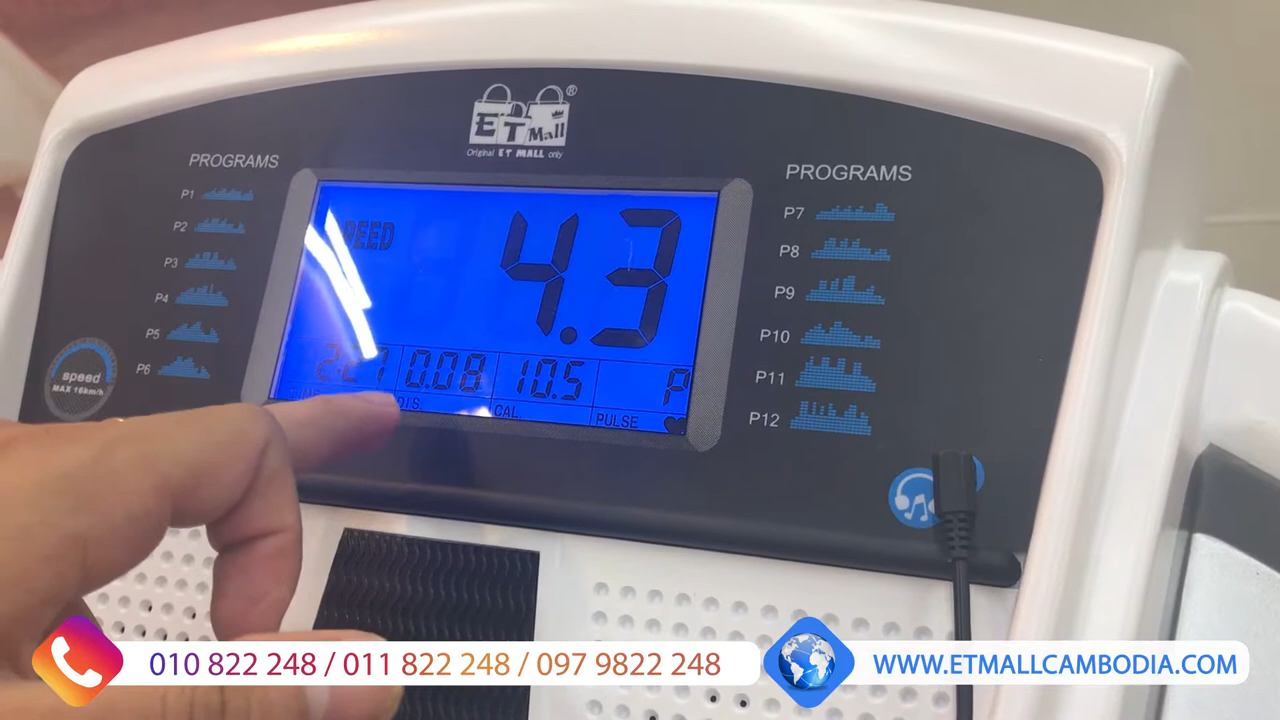 ET Mall ®
Original ET MALL only
PROGRAMS
P1
P2
P3
P4
P5
P6
speed
MAX 16km/h
4.3
0.08
10.5
P
DIS.
CAL.
PULSE
PROGRAMS
P7
P8
P9
P10
P11
P12
010 822 248 / 011 822 248 / 097 9822 248
WWW.ETMALLCAMBODIA.COM